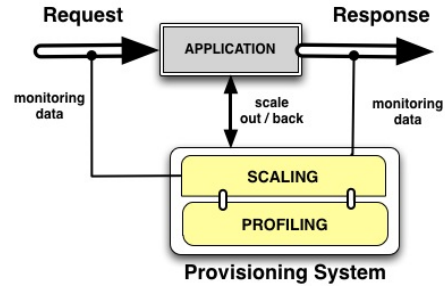 Request
Response
APPLICATION
monitoring
data
scale
out / back
monitoring
data
SCALING
PROFILING
Provisioning System